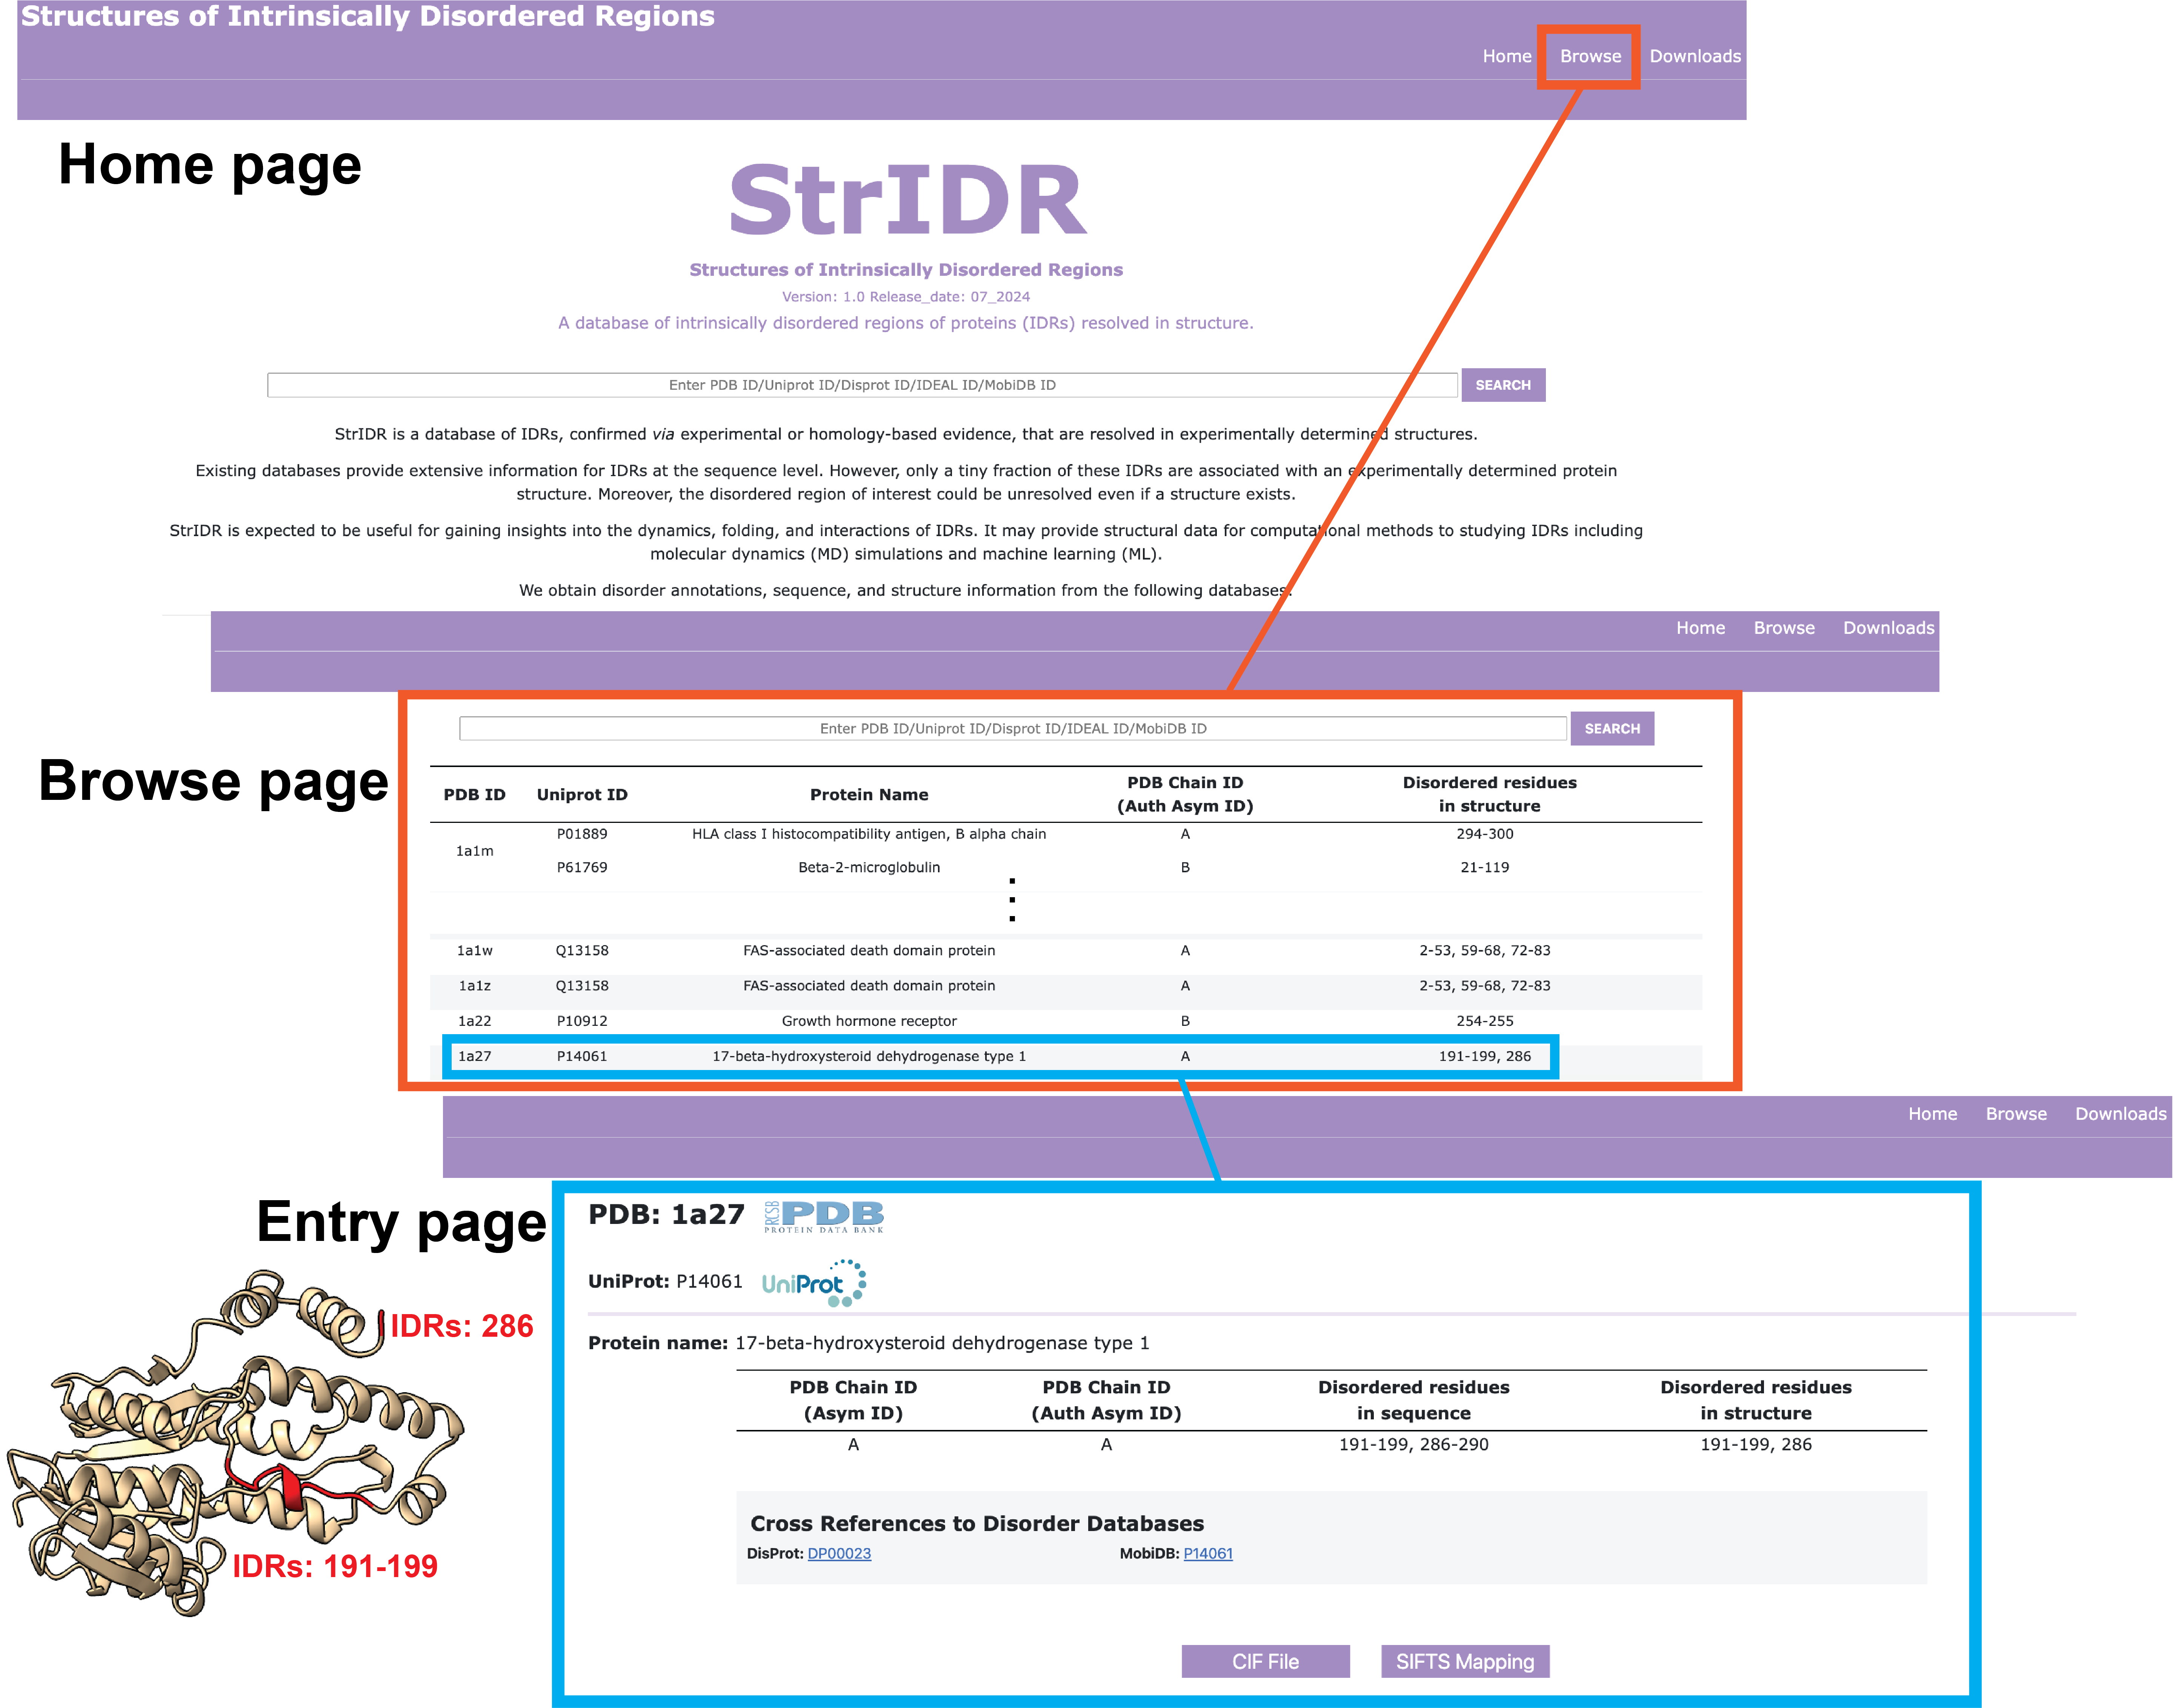 Structures of Intrinsically Disordered Regions
Home Browse Downloads
Home page
StrIDR
Structures of Intrinsically Disordered Regions
Version: 1.0 Release_date: 07_2024
A database of intrinsically disordered regions of proteins (IDRs) resolved in structure.
Enter PDB ID/Uniprot ID/Disprot ID/IDEAL ID/MobiDB ID SEARCH
StrIDR is a database of IDRs, confirmed via experimental or homology-based evidence, that are resolved in experimentally determined structures.
Existing databases provide extensive information for IDRs at the sequence level. However, only a tiny fraction of these IDRs are associated with an experimentally determined protein
structure. Moreover, the disordered region of interest could be unresolved even if a structure exists.
StrIDR is expected to be useful for gaining insights into the dynamics, folding, and interactions of IDRs. It may provide structural data for computational methods to studying IDRs including
molecular dynamics (MD) simulations and machine learning (ML).
We obtain disorder annotations, sequence, and structure information from the following databases.
Home Browse Downloads
Browse page
Enter PDB ID/Uniprot ID/Disprot ID/IDEAL ID/MobiDB ID SEARCH
PDB ID Uniprot ID Protein Name PDB Chain ID (Auth Asym ID) Disordered residues in structure
1a1m P01889 HLA class I histocompatibility antigen, B alpha chain A 294-300
P61769 Beta-2-microglobulin B 21-119
1a1w Q13158 FAS-associated death domain protein A 2-53, 59-68, 72-83
1a1z Q13158 FAS-associated death domain protein A 2-53, 59-68, 72-83
1a22 P10912 Growth hormone receptor B 254-255
1a27 P14061 17-beta-hydroxysteroid dehydrogenase type 1 A 191-199, 286
Home Browse Downloads
Entry page
PDB: 1a27 RCSB PDB
PROTEIN DATA BANK
UniProt: P14061 UniProt
IDRs: 286
Protein name: 17-beta-hydroxysteroid dehydrogenase type 1
PDB Chain ID (Asym ID) PDB Chain ID (Auth Asym ID) Disordered residues in sequence Disordered residues in structure
A A 191-199, 286-290 191-199, 286
Cross References to Disorder Databases
DisProt: DP00023 MobiDB: P14061
IDRs: 191-199
CIF File SIFTS Mapping